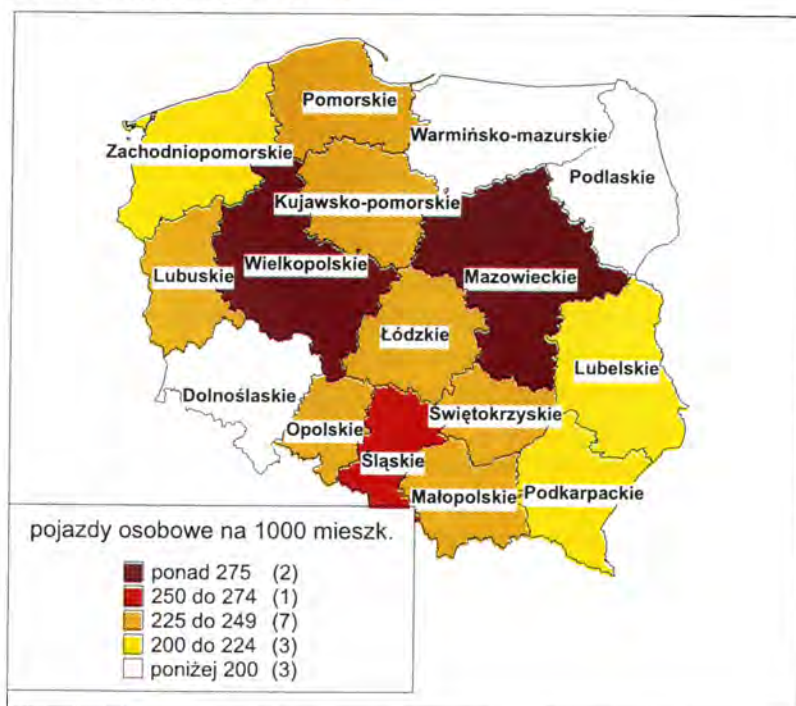 Pomorskie
Warmińsko-mazurskie
Zachodniopomorskie
Podlaskie
Kujawsko-pomorskie
Wielkopolskie
Mazowieckie
Lubuskie
Łódzkie
Lubelskie
Dolnoślaskie
Świętokrzyskie
Opolskie
Śląskie
Małopolskie
Podkarpackie
pojazdy osobowe na 1000 mieszk.
ponad 275 (2)
250 do 274 (1)
225 do 249 (7)
200 do 224 (3)
poniżej 200 (3)